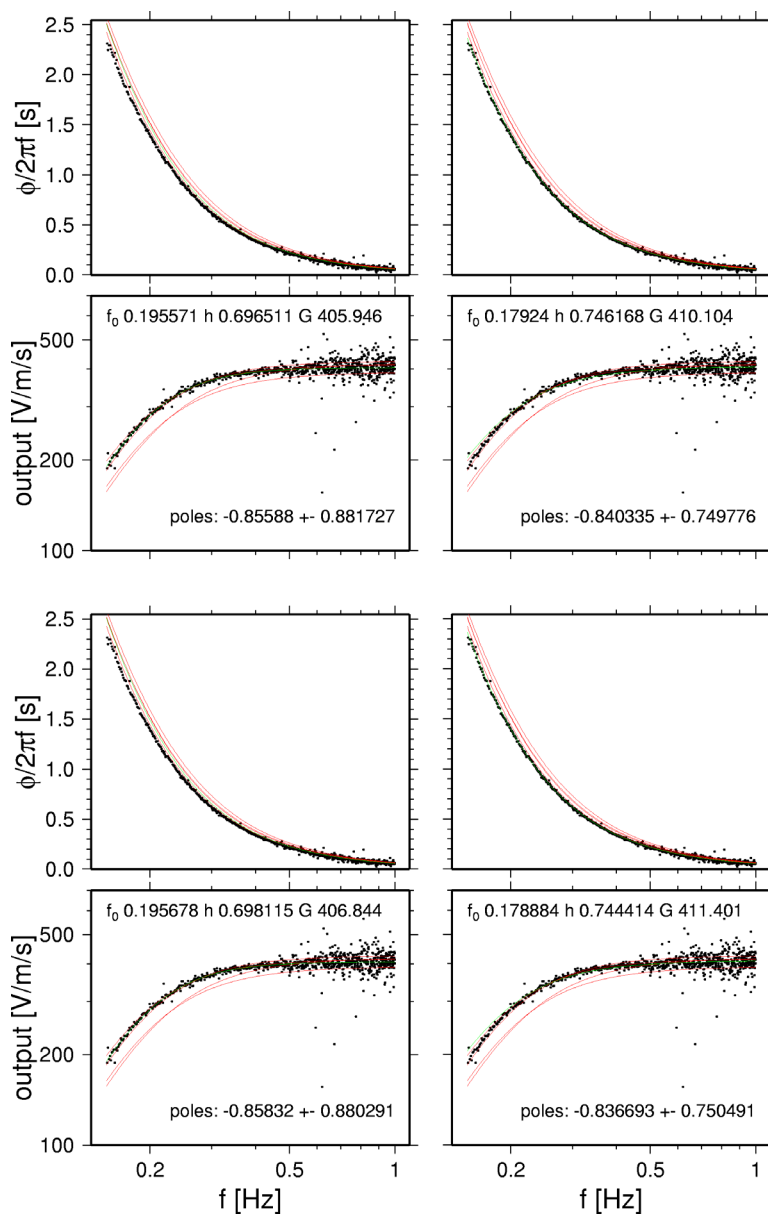 2.5
2.0
1.5
1.0
0.5
0.0
ϕ/2πf [s]
500
200
100
output [V/m/s]
f₀ 0.195571 h 0.696511 G 405.946
poles: -0.85588 +- 0.881727
f₀ 0.17924 h 0.746168 G 410.104
poles: -0.840335 +- 0.749776
2.5
2.0
1.5
1.0
0.5
0.0
ϕ/2πf [s]
500
200
100
output [V/m/s]
f₀ 0.195678 h 0.698115 G 406.844
poles: -0.85832 +- 0.880291
f₀ 0.178884 h 0.744414 G 411.401
poles: -0.836693 +- 0.750491
0.2 0.5 1
f [Hz]
0.2 0.5 1
f [Hz]